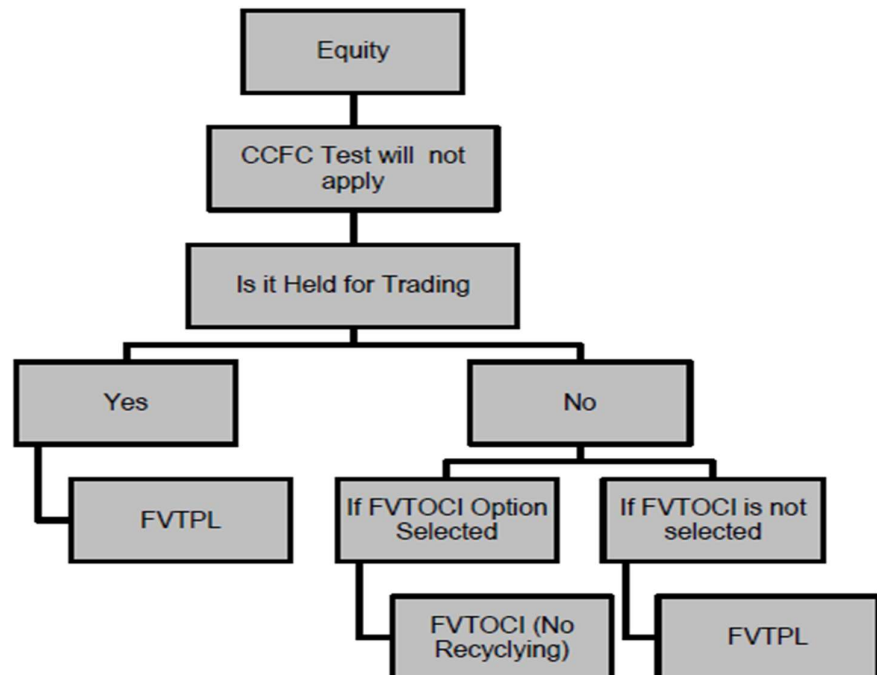 Equity
CCFC Test will not
apply
Is it Held for Trading
Yes
No
FVTPL
If FVTOCI Option
Selected
If FVTOCI is not
selected
FVTOCI (No
Recyclying)
FVTPL